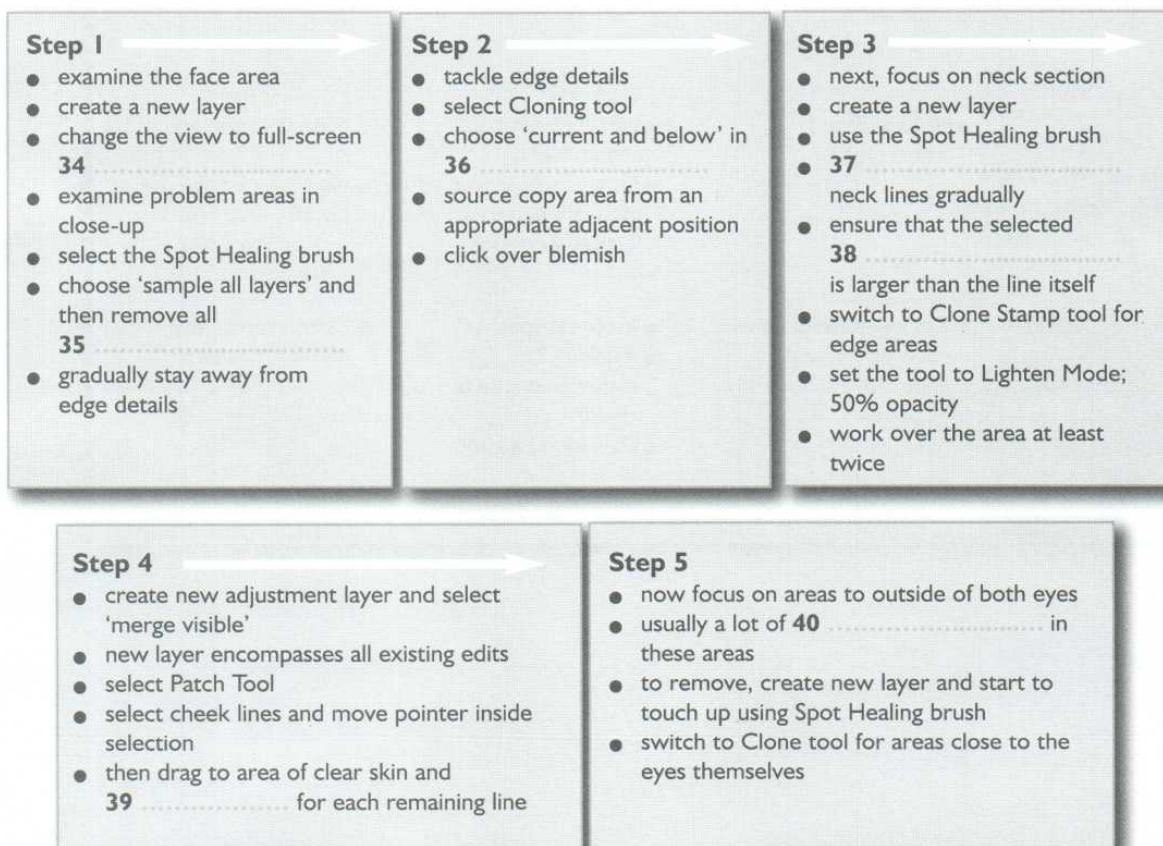 Step 1
● examine the face area
● create a new layer
● change the view to full-screen
34 ..............................
● examine problem areas in
close-up
● select the Spot Healing brush
● choose 'sample all layers' and
then remove all
35 ..............................
● gradually stay away from
edge details
Step 2
● tackle edge details
● select Cloning tool
● choose 'current and below' in
36 ..............................
● source copy area from an
appropriate adjacent position
● click over blemish
Step 3
● next, focus on neck section
● create a new layer
● use the Spot Healing brush
● 37 ..............................
neck lines gradually
● ensure that the selected
38 ..............................
is larger than the line itself
● switch to Clone Stamp tool for
edge areas
● set the tool to Lighten Mode;
50% opacity
● work over the area at least
twice
Step 4
● create new adjustment layer and select
'merge visible'
● new layer encompasses all existing edits
● select Patch Tool
● select cheek lines and move pointer inside
selection
● then drag to area of clear skin and
39 .................... for each remaining line
Step 5
● now focus on areas to outside of both eyes
● usually a lot of 40 .............................. in
these areas
● to remove, create new layer and start to
touch up using Spot Healing brush
● switch to Clone tool for areas close to the
eyes themselves